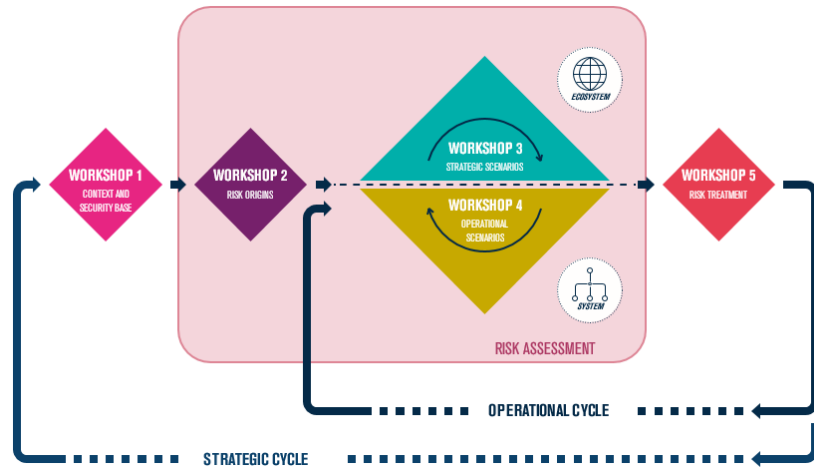 WORKSHOP 1
CONTEXT AND
SECURITY BASE
WORKSHOP 2
RISK ORIGINS
WORKSHOP 3
STRATEGIC SCENARIOS
WORKSHOP 4
OPERATIONAL
SCENARIOS
ECOSYSTEM
SYSTEM
WORKSHOP 5
RISK TREATMENT
RISK ASSESSMENT
OPERATIONAL CYCLE
STRATEGIC CYCLE